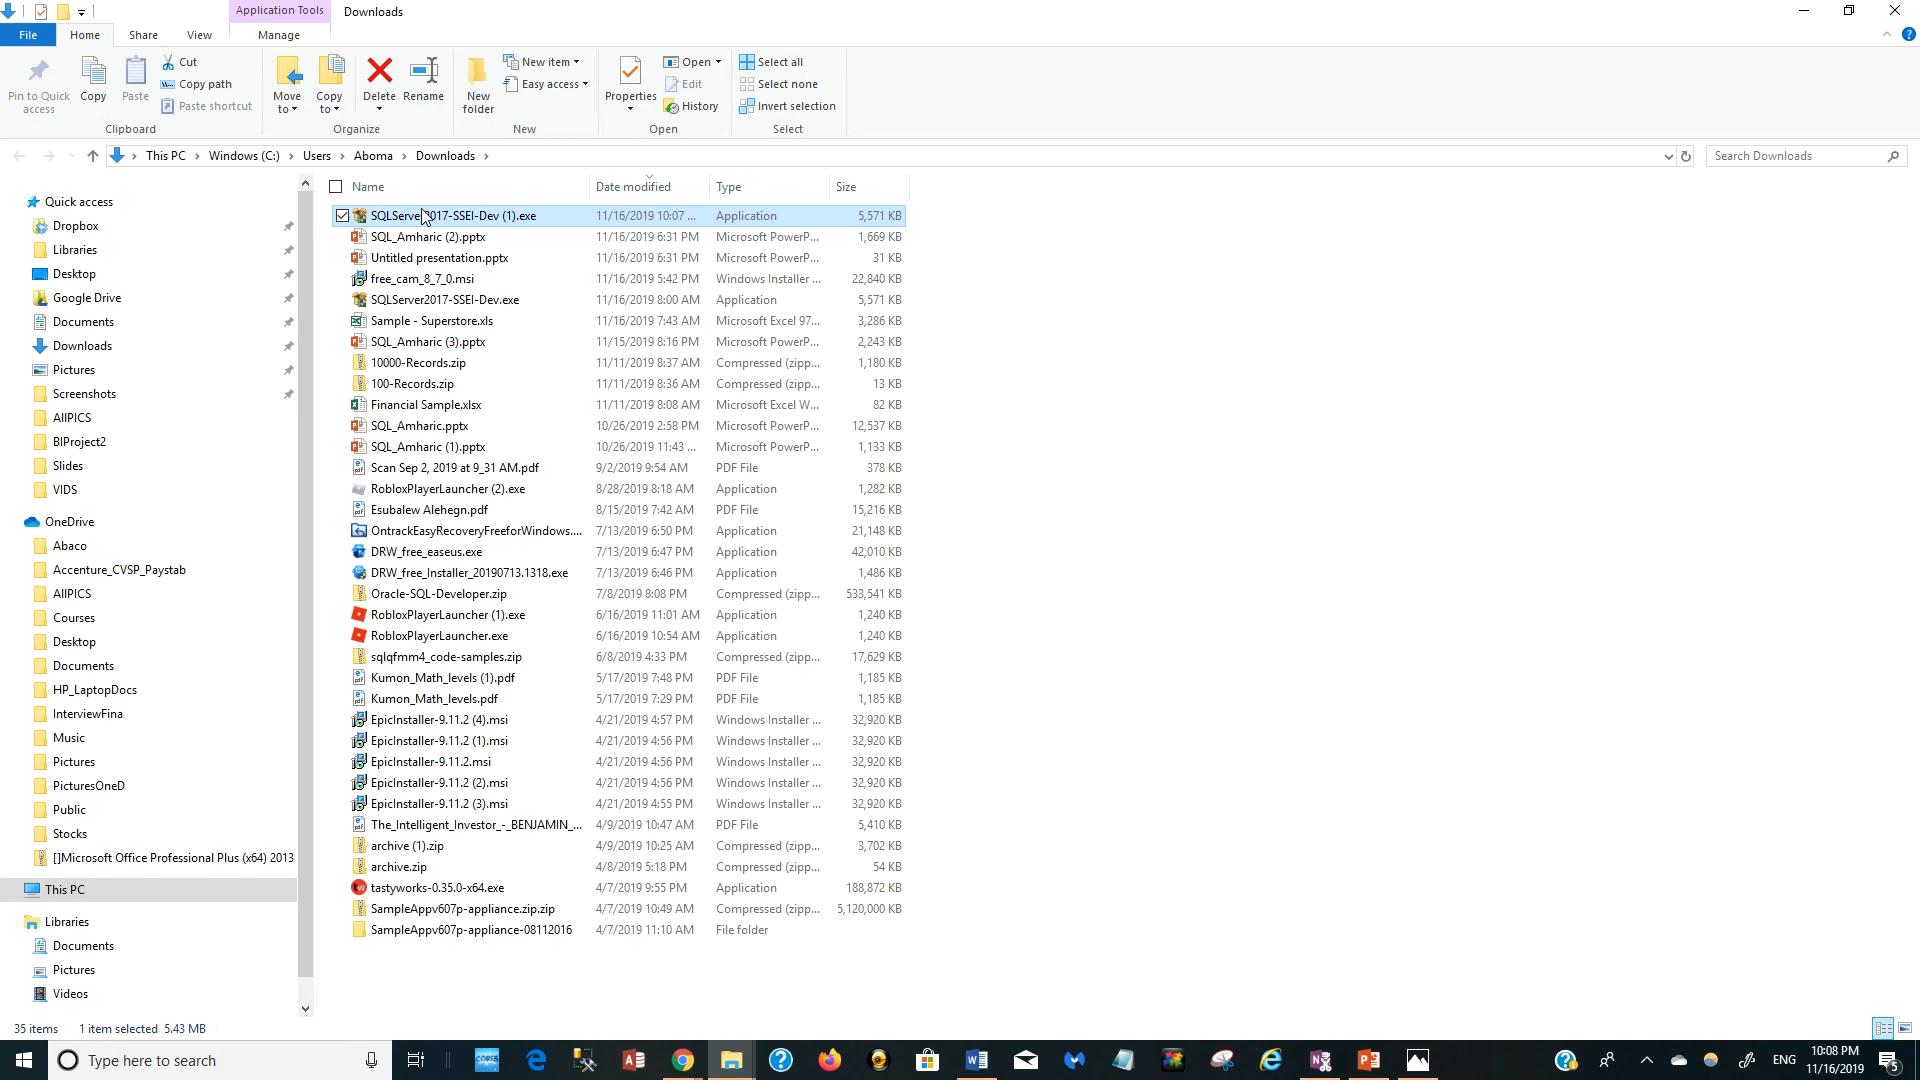 Application Tools
Downloads
File
Home
Share
View
Manage
Pin to Quick access
Copy
Paste
Cut
Copy path
Paste shortcut
Clipboard
Move to
Copy to
Delete
Rename
Organize
New folder
New item
Easy access
New
Properties
Open
Edit
History
Open
Select all
Select none
Invert selection
Select
This PC
Windows (C:)
Users
Aboma
Downloads
Search Downloads
Quick access
Dropbox
Libraries
Desktop
Google Drive
Documents
Downloads
Pictures
Screenshots
AllPICS
BIProject2
Slides
VIDS
OneDrive
Abaco
Accenture_CVSP_Paystab
AllPICS
Courses
Desktop
Documents
HP_LaptopDocs
InterviewFina
Music
Pictures
PicturesOneD
Public
Stocks
[]Microsoft Office Professional Plus (x64) 2013
This PC
Libraries
Documents
Pictures
Videos
Name Date modified Type Size
SQLServer2017-SSEI-Dev (1).exe 11/16/2019 10:07 ... Application 5,571 KB
SQL_Amharic (2).pptx 11/16/2019 6:31 PM Microsoft PowerP... 1,669 KB
Untitled presentation.pptx 11/16/2019 6:31 PM Microsoft PowerP... 31 KB
free_cam_8_7_0.msi 11/16/2019 5:42 PM Windows Installer ... 22,840 KB
SQLServer2017-SSEI-Dev.exe 11/16/2019 8:00 AM Application 5,571 KB
Sample - Superstore.xls 11/16/2019 7:43 AM Microsoft Excel 97... 3,286 KB
SQL_Amharic (3).pptx 11/15/2019 8:16 PM Microsoft PowerP... 2,243 KB
10000-Records.zip 11/11/2019 8:37 AM Compressed (zipp... 1,180 KB
100-Records.zip 11/11/2019 8:36 AM Compressed (zipp... 13 KB
Financial Sample.xlsx 11/11/2019 8:08 AM Microsoft Excel W... 82 KB
SQL_Amharic.pptx 10/26/2019 2:58 PM Microsoft PowerP... 12,537 KB
SQL_Amharic (1).pptx 10/26/2019 11:43 ... Microsoft PowerP... 1,133 KB
Scan Sep 2, 2019 at 9_31 AM.pdf 9/2/2019 9:54 AM PDF File 378 KB
RobloxPlayerLauncher (2).exe 8/28/2019 8:18 AM Application 1,282 KB
Esubalew Alehegn.pdf 8/15/2019 7:42 AM PDF File 15,216 KB
OntrackEasyRecoveryFreeforWindows.... 7/13/2019 6:50 PM Application 21,148 KB
DRW_free_easeus.exe 7/13/2019 6:47 PM Application 42,010 KB
DRW_free_Installer_20190713.1318.exe 7/13/2019 6:46 PM Application 1,486 KB
Oracle-SQL-Developer.zip 7/8/2019 8:08 PM Compressed (zipp... 533,541 KB
RobloxPlayerLauncher (1).exe 6/16/2019 11:01 AM Application 1,240 KB
RobloxPlayerLauncher.exe 6/16/2019 10:54 AM Application 1,240 KB
sqlqfmm4_code-samples.zip 6/8/2019 4:33 PM Compressed (zipp... 17,629 KB
Kumon_Math_levels (1).pdf 5/17/2019 7:48 PM PDF File 1,185 KB
Kumon_Math_levels.pdf 5/17/2019 7:29 PM PDF File 1,185 KB
EpicInstaller-9.11.2 (4).msi 4/21/2019 4:57 PM Windows Installer ... 32,920 KB
EpicInstaller-9.11.2 (1).msi 4/21/2019 4:56 PM Windows Installer ... 32,920 KB
EpicInstaller-9.11.2.msi 4/21/2019 4:56 PM Windows Installer ... 32,920 KB
EpicInstaller-9.11.2 (2).msi 4/21/2019 4:56 PM Windows Installer ... 32,920 KB
EpicInstaller-9.11.2 (3).msi 4/21/2019 4:55 PM Windows Installer ... 32,920 KB
The_Intelligent_Investor_-_BENJAMIN_... 4/9/2019 10:47 AM PDF File 5,410 KB
archive (1).zip 4/9/2019 10:25 AM Compressed (zipp... 3,702 KB
archive.zip 4/8/2019 5:18 PM Compressed (zipp... 54 KB
tastyworks-0.35.0-x64.exe 4/7/2019 9:55 PM Application 188,872 KB
SampleAppv607p-appliance.zip.zip 4/7/2019 10:49 AM Compressed (zipp... 5,120,000 KB
SampleAppv607p-appliance-08112016 4/7/2019 11:10 AM File folder
35 items 1 item selected 5.43 MB
Type here to search
CORES
ENG
10:08 PM
11/16/2019
5